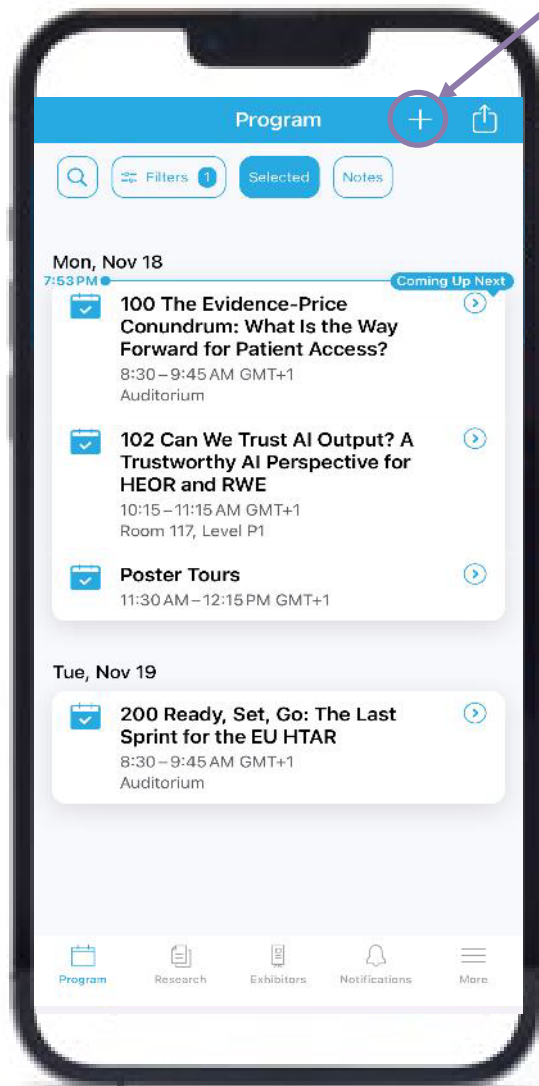 Program
Filters 1
Selected
Notes
Mon, Nov 18
7:53 PM
Coming Up Next
100 The Evidence-Price
Conundrum: What Is the Way
Forward for Patient Access?
8:30 – 9:45 AM GMT+1
Auditorium
102 Can We Trust AI Output? A
Trustworthy AI Perspective for
HEOR and RWE
10:15 – 11:15 AM GMT+1
Room 117, Level P1
Poster Tours
11:30 AM – 12:15 PM GMT+1
Tue, Nov 19
200 Ready, Set, Go: The Last
Sprint for the EU HTAR
8:30 – 9:45 AM GMT+1
Auditorium
Program
Research
Exhibitors
Notifications
More